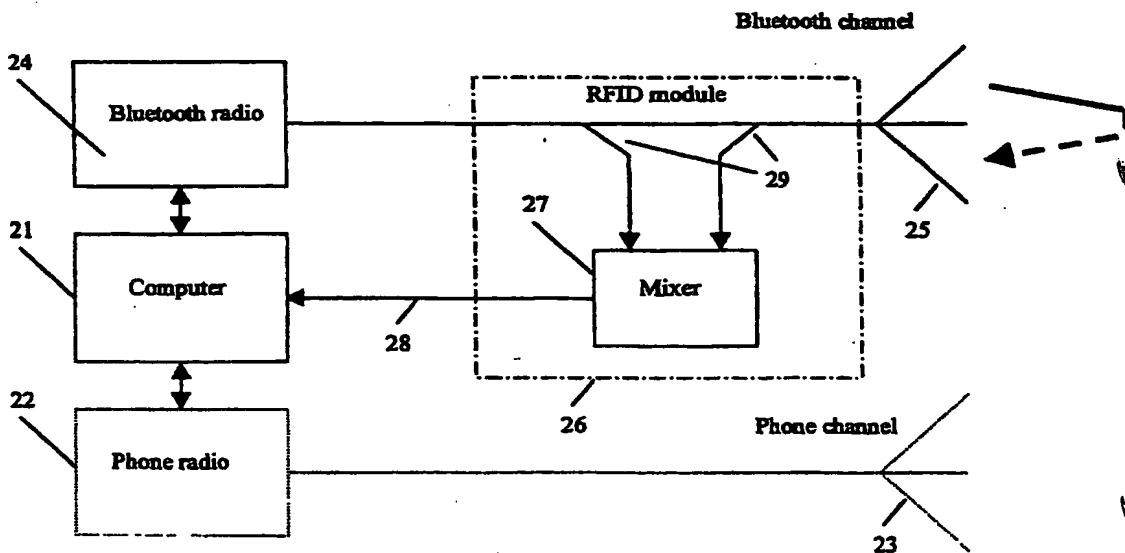 Bluetooth channel
24
RFID module
Bluetooth radio
29
25
21
27
Computer
Mixer
28
22
26
Phone channel
Phone radio
23